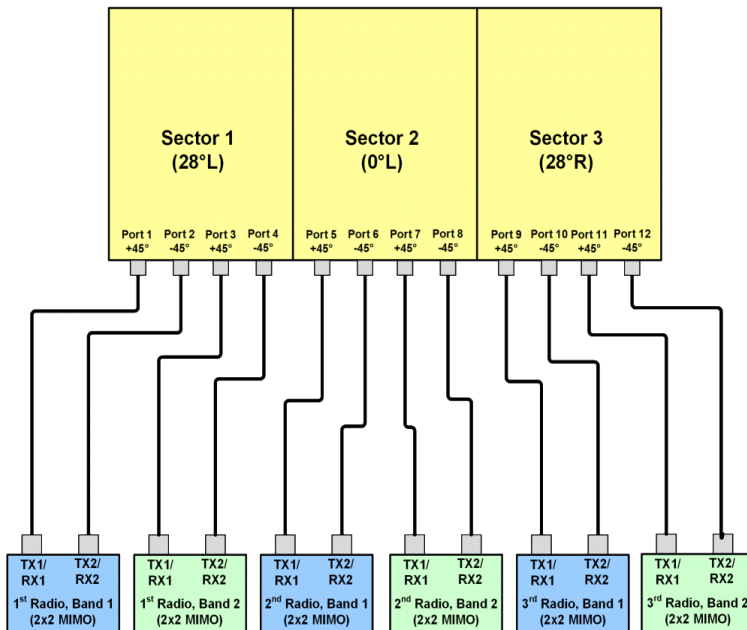 Sector 1
(28°L)
Sector 2
(0°L)
Sector 3
(28°R)
Port 1
+45°
Port 2
-45°
Port 3
+45°
Port 4
-45°
Port 5
+45°
Port 6
-45°
Port 7
+45°
Port 8
-45°
Port 9
+45°
Port 10
-45°
Port 11
+45°
Port 12
-45°
TX1/
RX1
TX2/
RX2
1st Radio, Band 1
(2x2 MIMO)
TX1/
RX1
TX2/
RX2
1st Radio, Band 2
(2x2 MIMO)
TX1/
RX1
TX2/
RX2
2nd Radio, Band 1
(2x2 MIMO)
TX1/
RX1
TX2/
RX2
2nd Radio, Band 2
(2x2 MIMO)
TX1/
RX1
TX2/
RX2
3rd Radio, Band 1
(2x2 MIMO)
TX1/
RX1
TX2/
RX2
3rd Radio, Band 2
(2x2 MIMO)